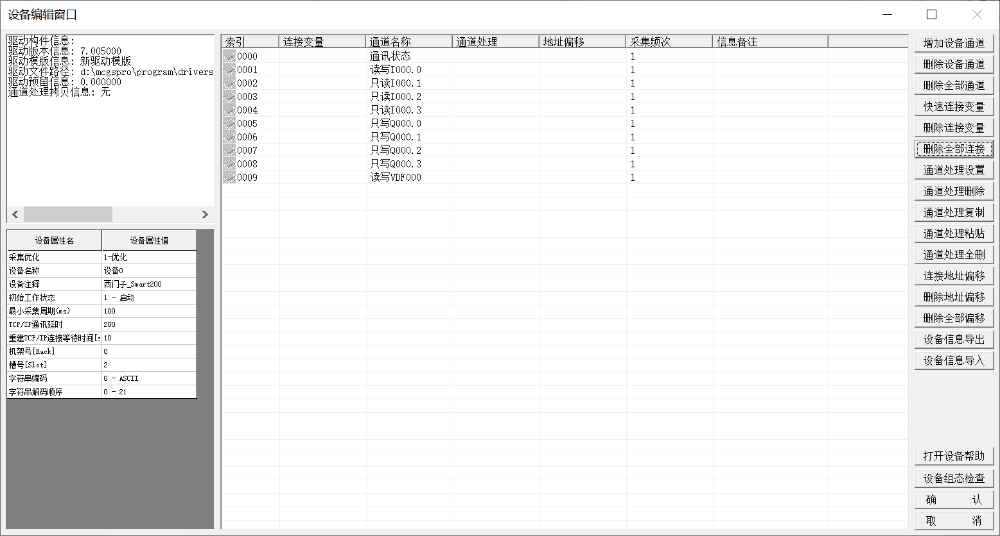 设备编辑窗口
驱动构件信息:
驱动版本信息: 7.005000
驱动模版信息: 新驱动模版
驱动文件路径: d:\mcgspro\program\drivers
驱动预留信息: 0.000000
通道处理拷贝信息: 无
设备属性名 设备属性值
采集优化 1-优化
设备名称 设备0
设备注释 西门子_Smart200
初始工作状态 1 - 启动
最小采集周期(ms) 100
TCP/IP通讯延时 200
重建TCP/IP连接等待时间[s 10
机架号[Rack] 0
槽号[Slot] 2
字符串编码 0 - ASCII
字符串解码顺序 0 - 21
索引 连接变量 通道名称 通道处理 地址偏移 采集频次 信息备注
0000 通讯状态 1
0001 读写I000.0 1
0002 只读I000.1 1
0003 只读I000.2 1
0004 只读I000.3 1
0005 只写Q000.0 1
0006 只写Q000.1 1
0007 只写Q000.2 1
0008 只写Q000.3 1
0009 读写VDF000 1
增加设备通道
删除设备通道
删除全部通道
快速连接变量
删除连接变量
删除全部连接
通道处理设置
通道处理删除
通道处理复制
通道处理粘贴
通道处理全删
连接地址偏移
删除地址偏移
删除全部偏移
设备信息导出
设备信息导入
打开设备帮助
设备组态检查
确 认
取 消